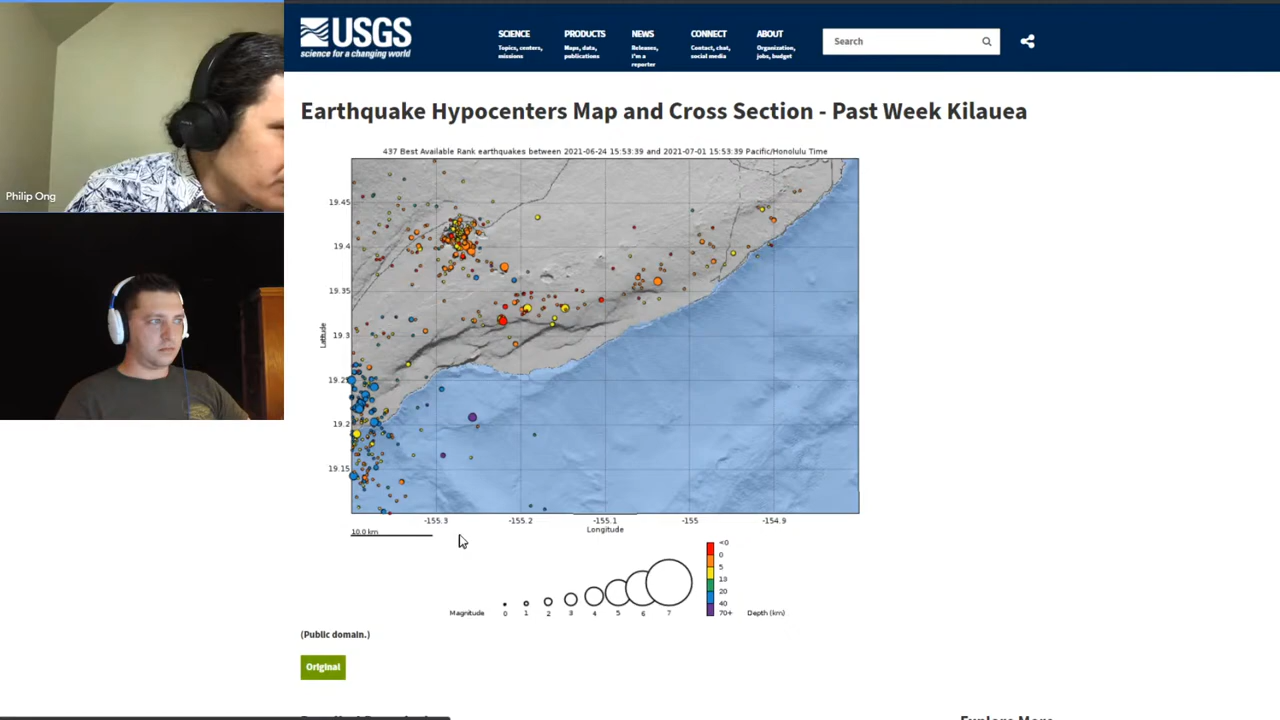 Philip Ong
USGS
science for a changing world
SCIENCE
Topics, centers,
missions
PRODUCTS
Maps, data,
publications
NEWS
Releases,
I'm a
reporter
CONNECT
Contact, chat,
social media
ABOUT
Organization,
jobs, budget
Search
Earthquake Hypocenters Map and Cross Section - Past Week Kilauea
437 Best Available Rank earthquakes between 2021-06-24 15:53:39 and 2021-07-01 15:53:39 Pacific/Honolulu Time
19.45
19.4
19.35
19.3
19.25
19.2
19.15
Latitude
-155.3 -155.2 -155.1 -155 -154.9
Longitude
10.0 km
Magnitude 0 1 2 3 4 5 6 7
<0
0
5
13
20
40
70+
Depth (km)
(Public domain.)
Original
Explore More